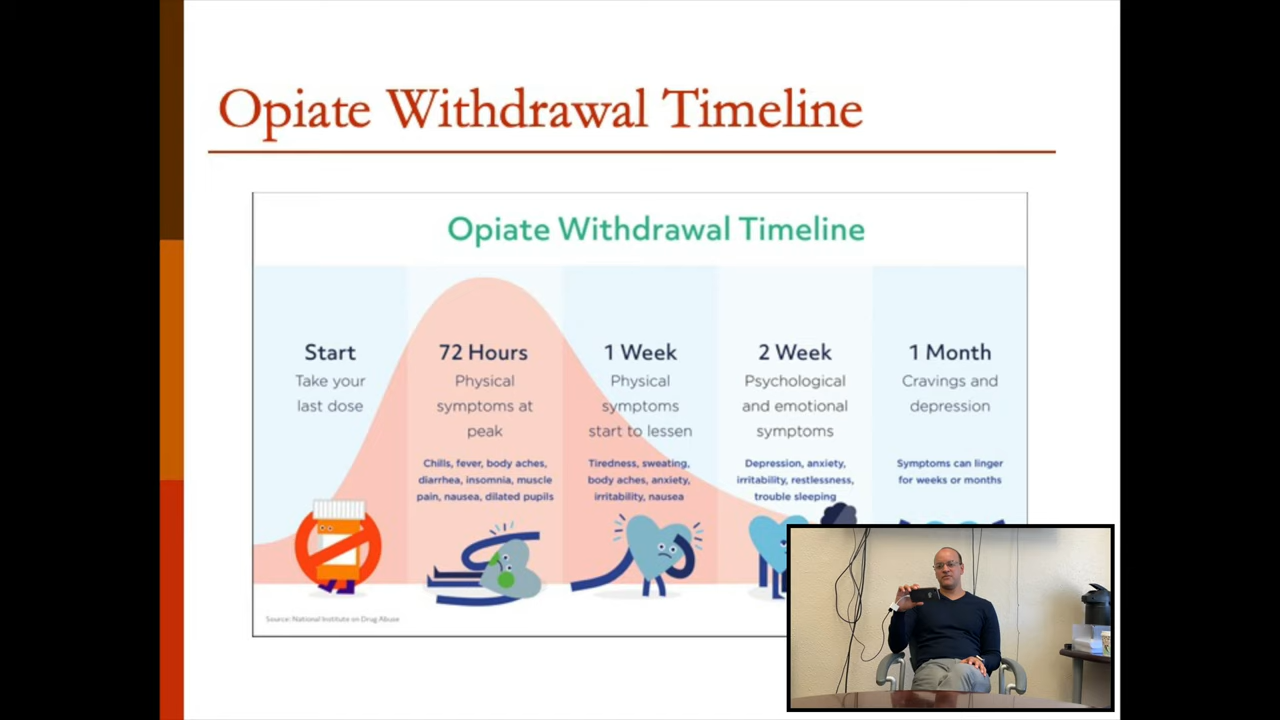 Opiate Withdrawal Timeline
Opiate Withdrawal Timeline
Start
Take your
last dose
72 Hours
Physical
symptoms at
peak
Chills, fever, body aches,
diarrhea, insomnia, muscle
pain, nausea, dilated pupils
1 Week
Physical
symptoms
start to lessen
Tiredness, sweating,
body aches, anxiety,
irritability, nausea
2 Week
Psychological
and emotional
symptoms
Depression, anxiety,
irritability, restlessness,
trouble sleeping
1 Month
Cravings and
depression
Symptoms can linger
for weeks or months
Source: National Institute on Drug Abuse